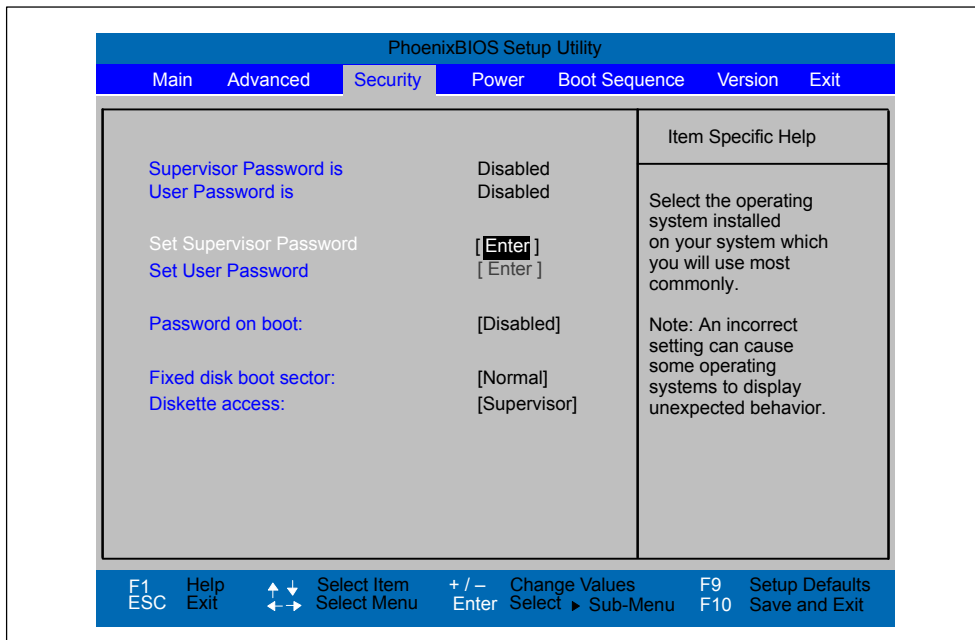 PhoenixBIOS Setup Utility
Main Advanced Security Power Boot Sequence Version Exit
Supervisor Password is Disabled
User Password is Disabled
Set Supervisor Password [ Enter ]
Set User Password [ Enter ]
Password on boot: [Disabled]
Fixed disk boot sector: [Normal]
Diskette access: [Supervisor]
Item Specific Help
Select the operating
system installed
on your system which
you will use most
commonly.
Note: An incorrect
setting can cause
some operating
systems to display
unexpected behavior.
F1 Help Select Item + / – Change Values F9 Setup Defaults
ESC Exit Select Menu Enter Select Sub-Menu F10 Save and Exit